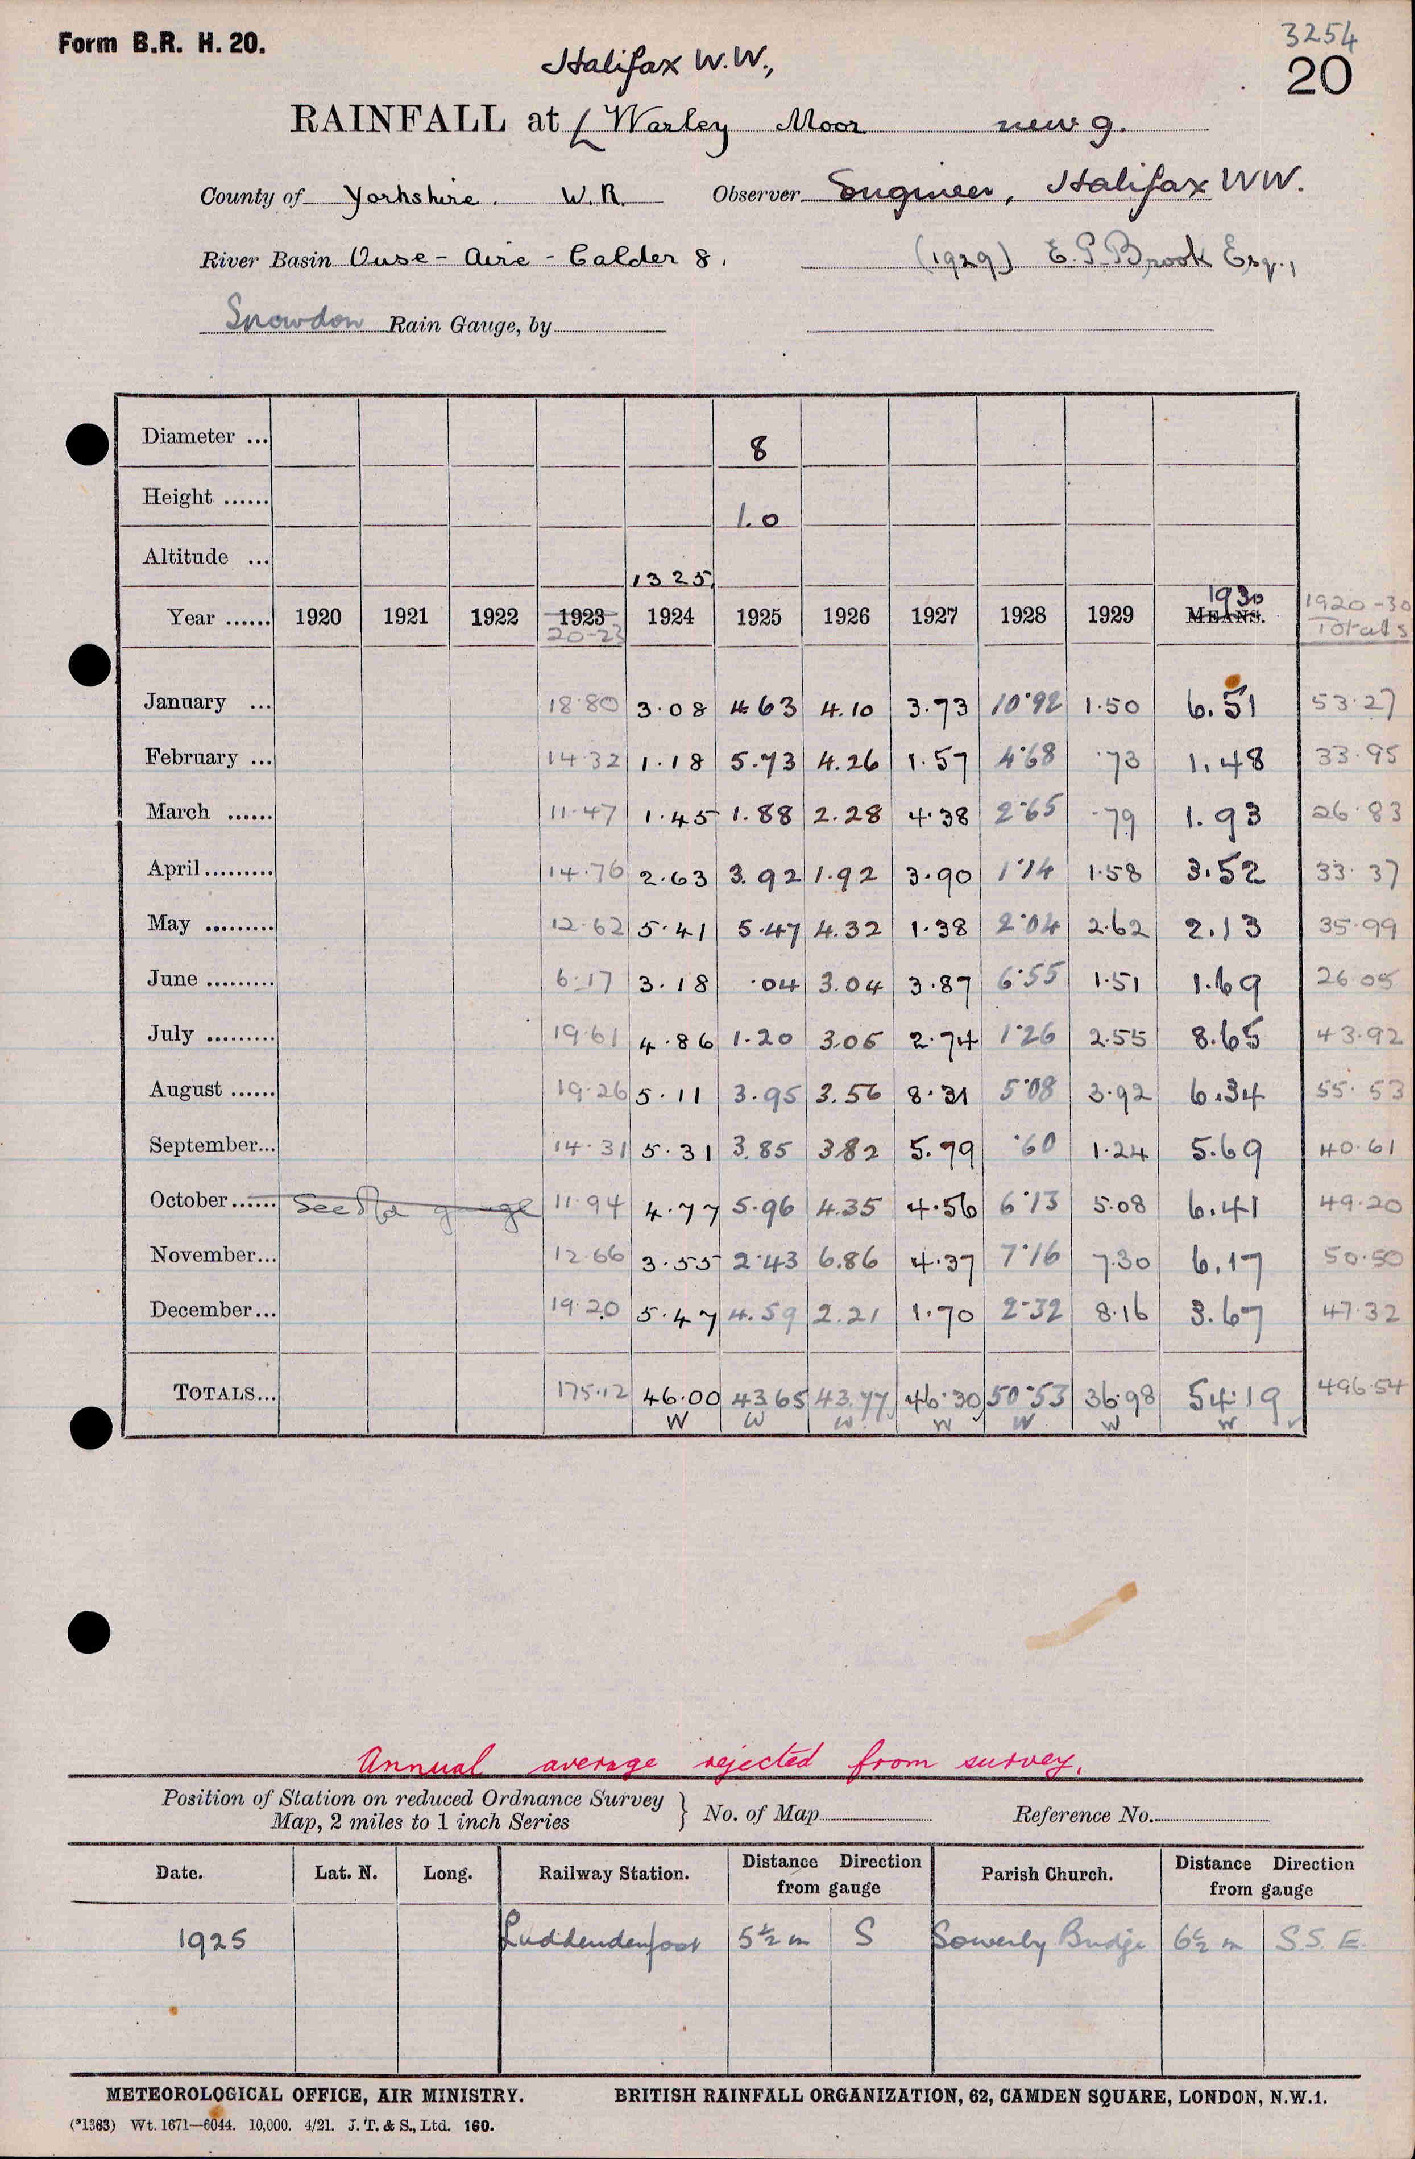 Form B.R. H. 20.
3254
20
Halifax W.W.,
RAINFALL at Warley Moor new g.
County of Yorkshire. W.R. Observer Engineer, Halifax WW.
River Basin Ouse - Aire - Calder 8. (1929) E. P. Brook Esq.,
Snowdon Rain Gauge, by
Diameter ... 8
Height ...... 1.0
Altitude ... 1325
Year ...... 1920 1921 1922 1923 20-23 1924 1925 1926 1927 1928 1929 MEANS. 1930 1920-30 Totals
January ... 18.80 3.08 4.63 4.10 3.73 10.92 1.50 6.51 53.27
February ... 14.32 1.18 5.73 4.26 1.57 4.68 .73 1.48 33.95
March ...... 11.47 1.45 1.88 2.28 4.38 2.65 .79 1.93 26.83
April ......... 14.76 2.63 3.92 1.92 3.90 1.14 1.58 3.52 33.37
May ......... 12.62 5.41 5.47 4.32 1.38 2.04 2.62 2.13 35.99
June ......... 6.17 3.18 .04 3.04 3.87 6.55 1.51 1.69 26.05
July ......... 19.61 4.86 1.20 3.05 2.74 1.26 2.55 8.65 43.92
August ...... 19.26 5.11 3.95 3.56 8.31 5.08 3.92 6.34 55.53
September... 14.31 5.31 3.85 3.82 5.79 .60 1.24 5.69 40.61
October ...... See gauge 11.94 4.77 5.96 4.35 4.56 6.13 5.08 6.41 49.20
November... 12.66 3.55 2.43 6.86 4.37 7.16 7.30 6.17 50.50
December... 19.20 5.47 4.59 2.21 1.70 2.32 8.16 3.67 47.32
TOTALS... 175.12 46.00 43.65 43.77 46.30 50.53 36.98 54.19 496.54
W W W W W W W
Annual average rejected from survey.
Position of Station on reduced Ordnance Survey
Map, 2 miles to 1 inch Series } No. of Map Reference No.
Date. Lat. N. Long. Railway Station. Distance Direction from gauge Parish Church. Distance Direction from gauge
1925 Luddendenfoot 5½ m S Sowerby Bridge 6½ m S.S.E.
METEOROLOGICAL OFFICE, AIR MINISTRY. BRITISH RAINFALL ORGANIZATION, 62, CAMDEN SQUARE, LONDON, N.W.1.
(*1383) Wt. 1671—6044. 10,000. 4/21. J. T. & S., Ltd. 160.